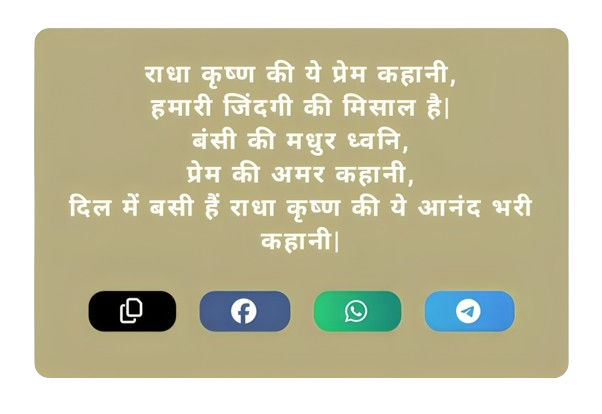 राधा कृष्ण की ये प्रेम कहानी,
हमारी जिंदगी की मिसाल है|
बंसी की मधुर ध्वनि,
प्रेम की अमर कहानी,
दिल में बसी हैं राधा कृष्ण की ये आनंद भरी
कहानी|